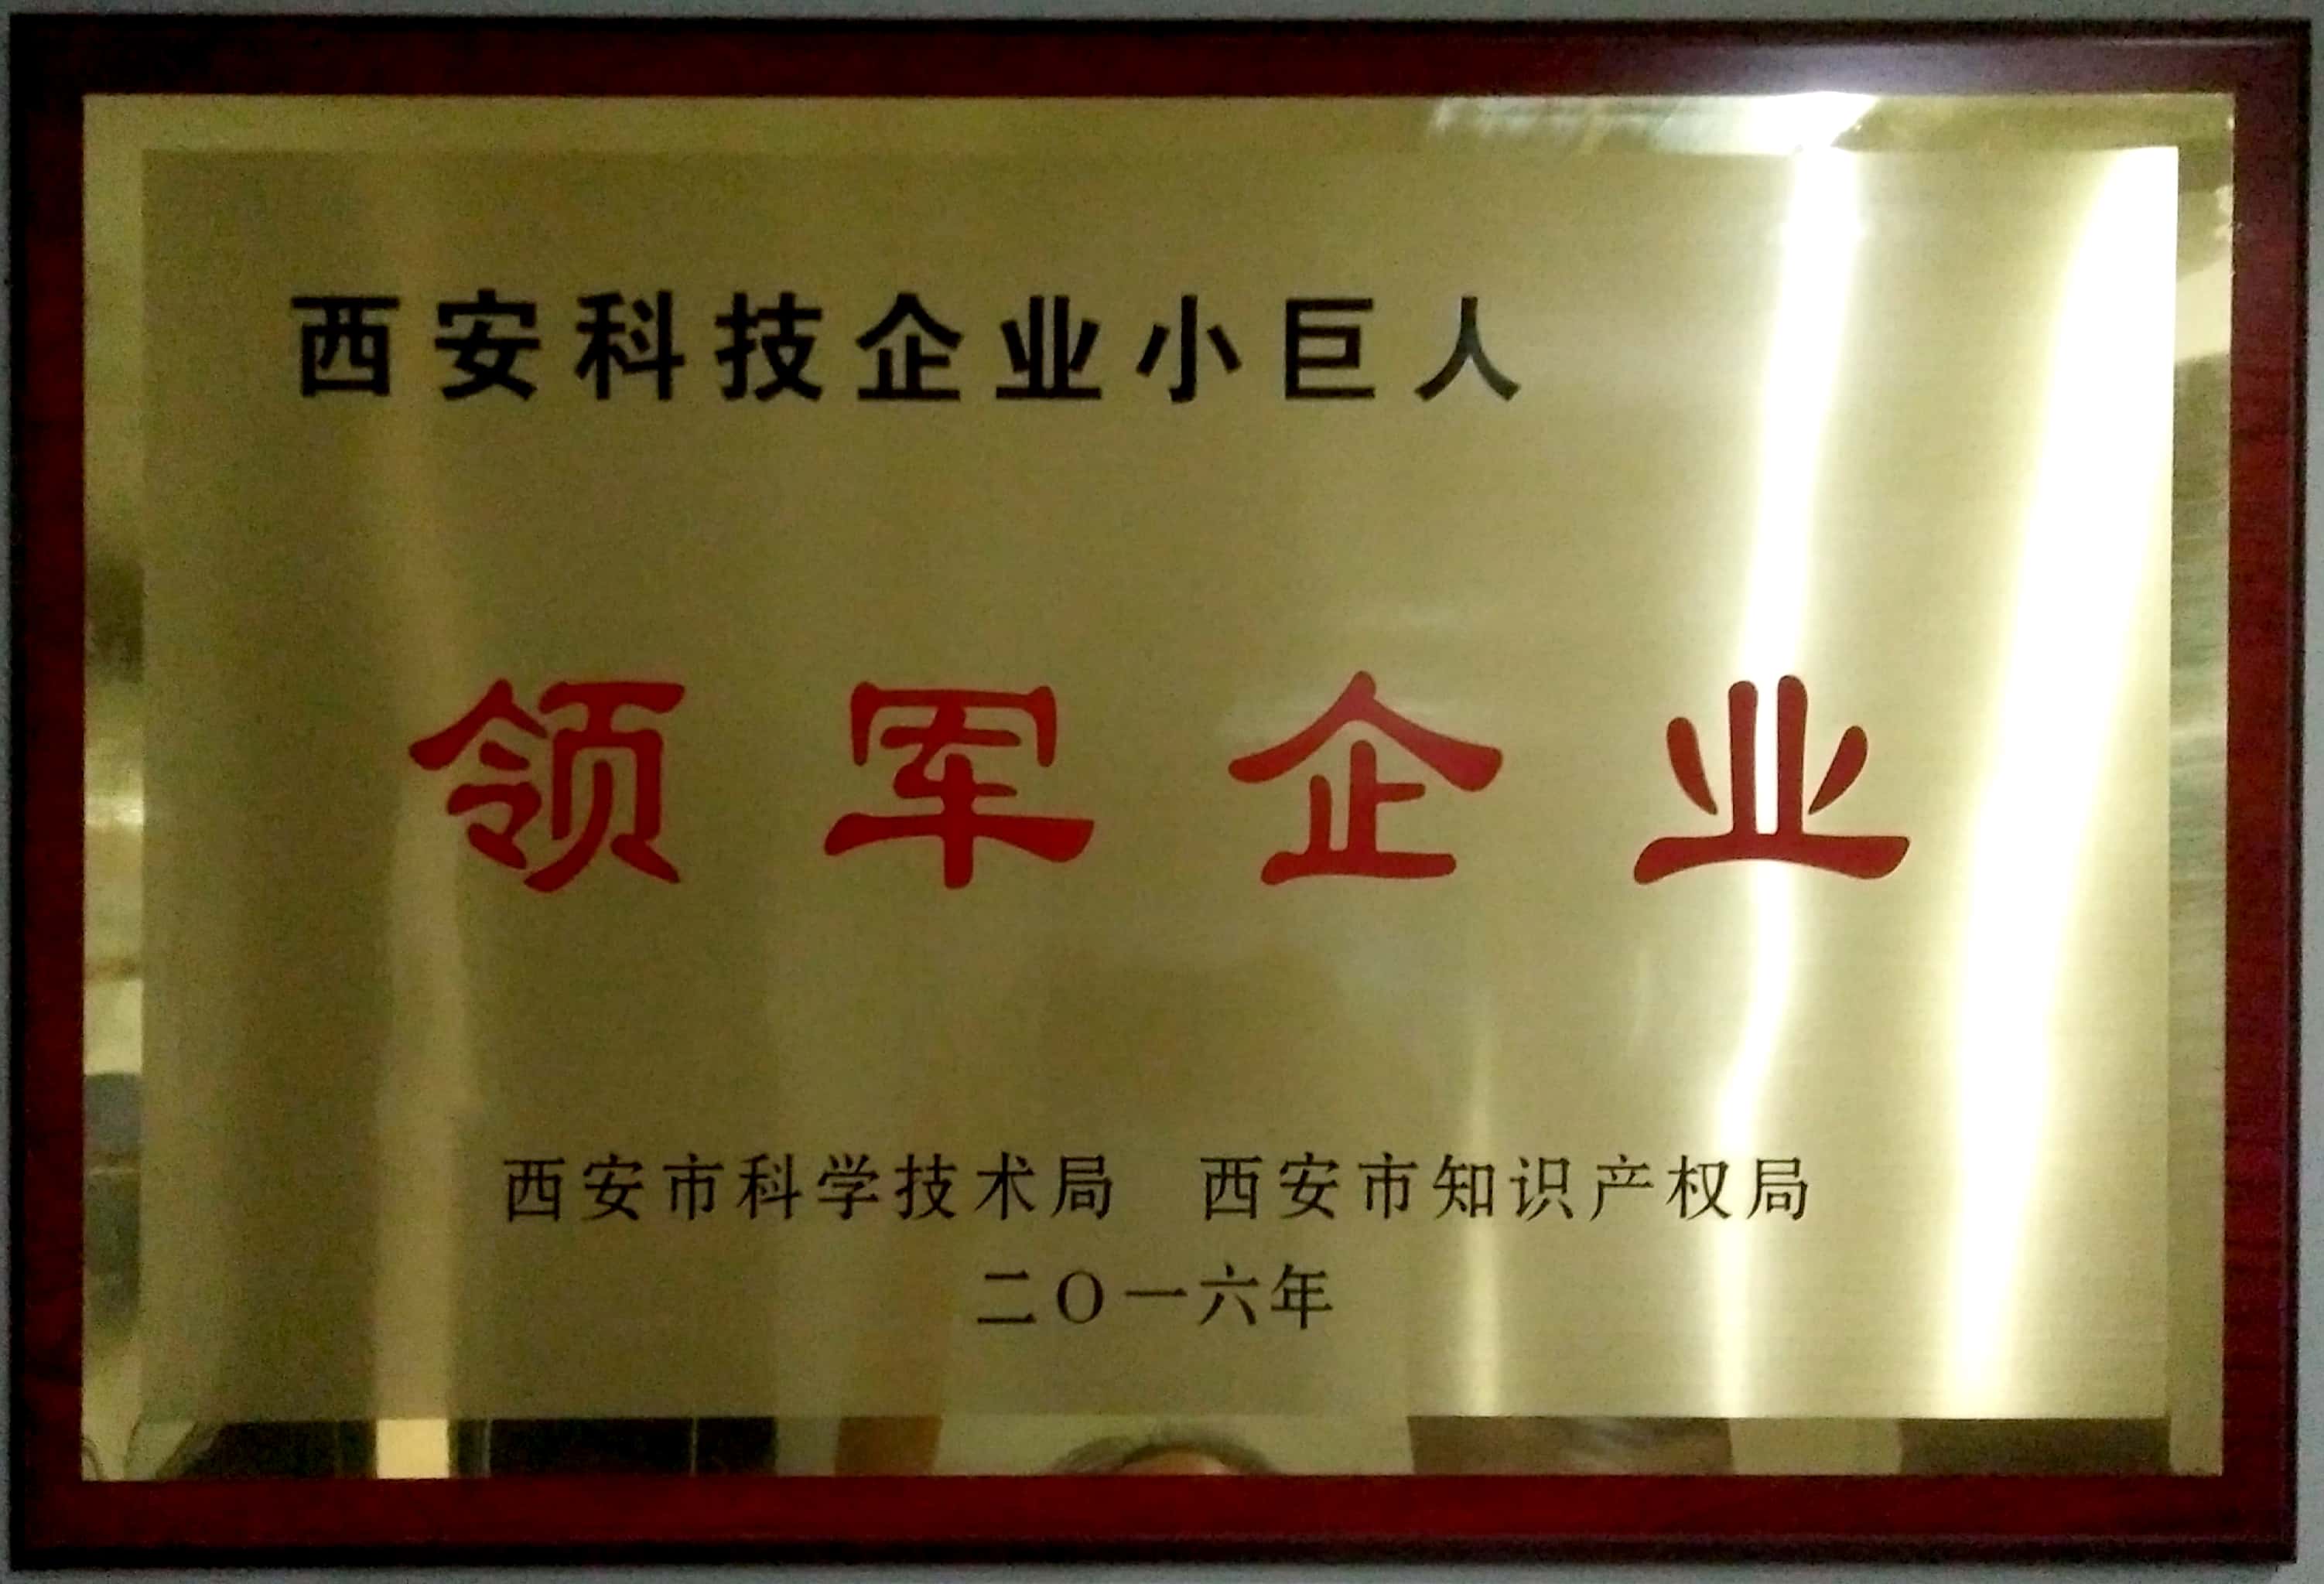 西安科技企业小巨人
领军企业
西安市科学技术局 西安市知识产权局
二〇一六年